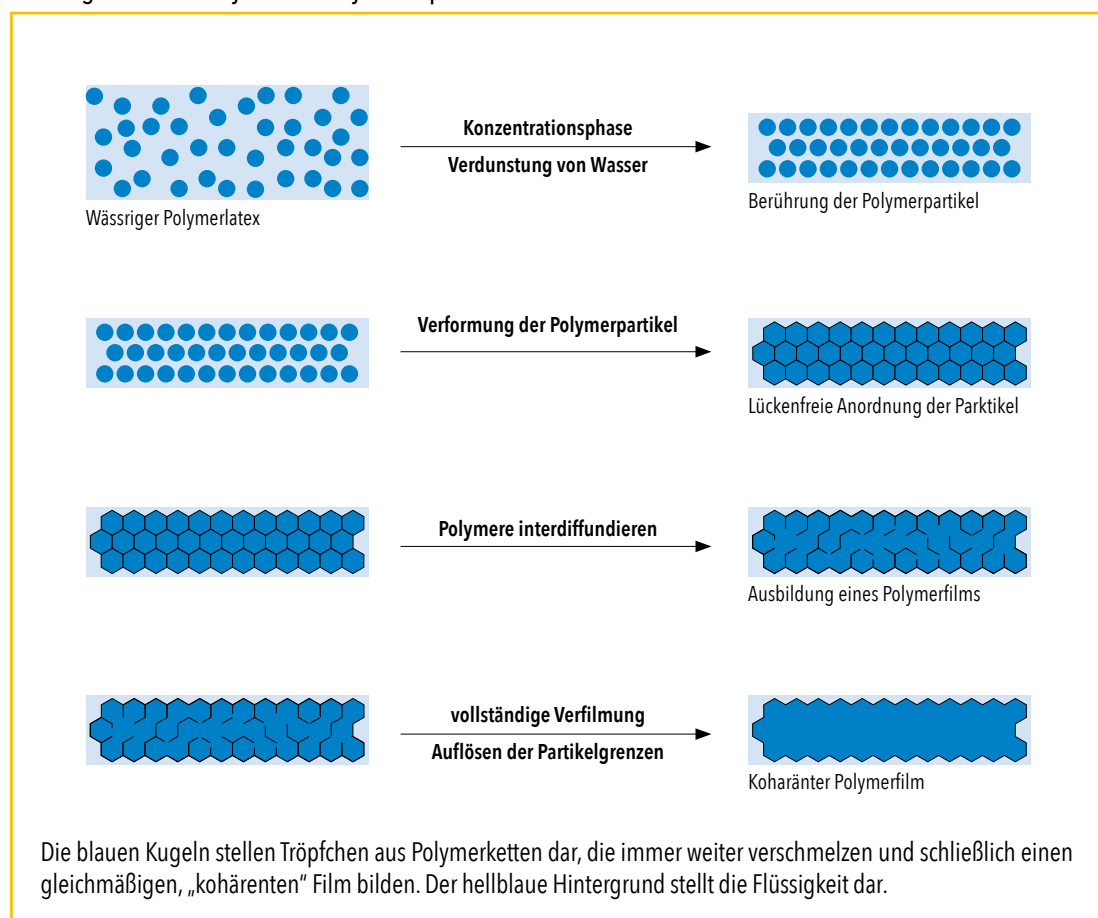 Konzentrationsphase
Verdunstung von Wasser
Wässriger Polymerlatex
Berührung der Polymerpartikel
Verformung der Polymerpartikel
Lückenfreie Anordnung der Parktikel
Polymere interdiffundieren
Ausbildung eines Polymerfilms
vollständige Verfilmung
Auflösen der Partikelgrenzen
Koharänter Polymerfilm
Die blauen Kugeln stellen Tröpfchen aus Polymerketten dar, die immer weiter verschmelzen und schließlich einen
gleichmäßigen, „kohärenten“ Film bilden. Der hellblaue Hintergrund stellt die Flüssigkeit dar.